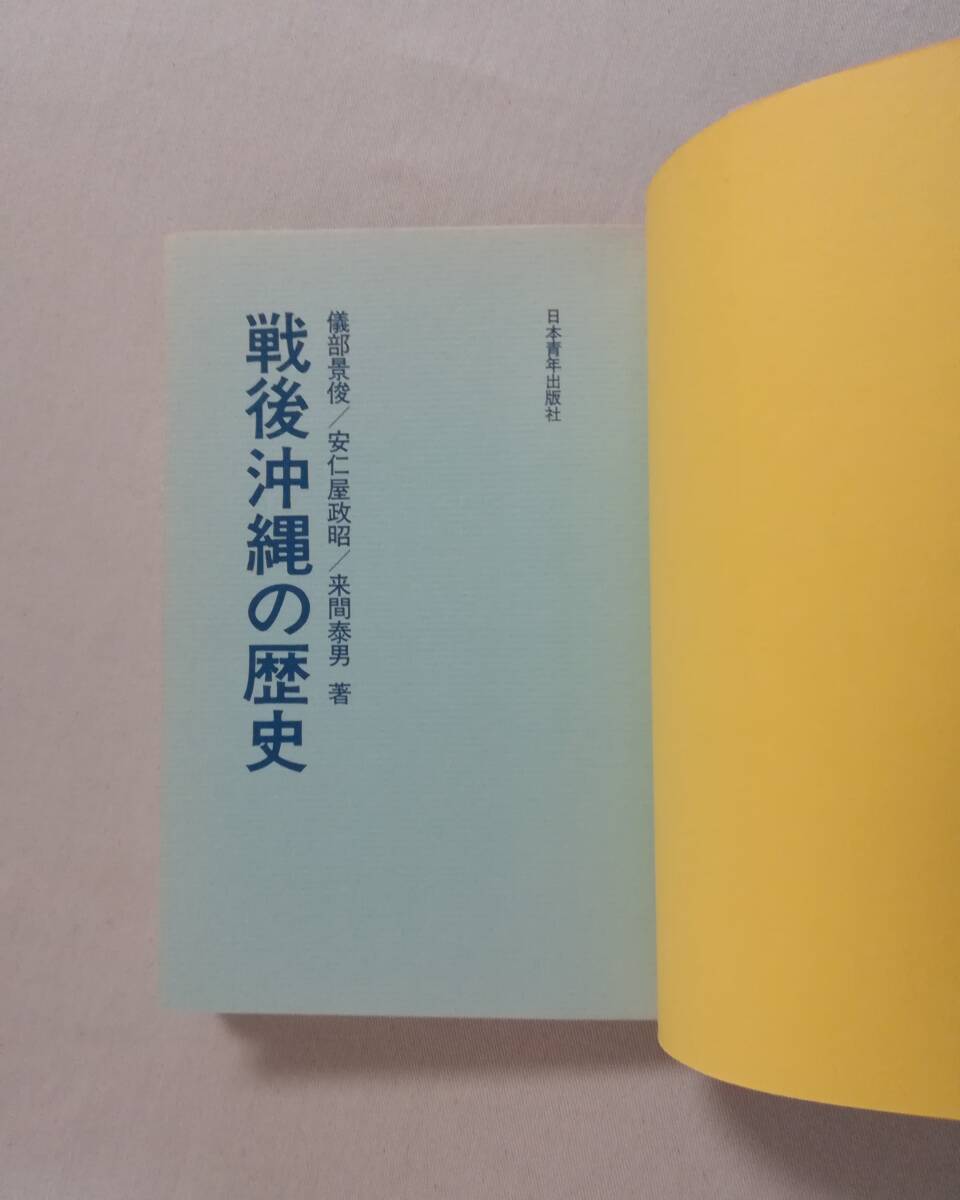 日本青年出版社
儀部景俊／安仁屋政昭／来間泰男 著
戦後沖縄の歴史